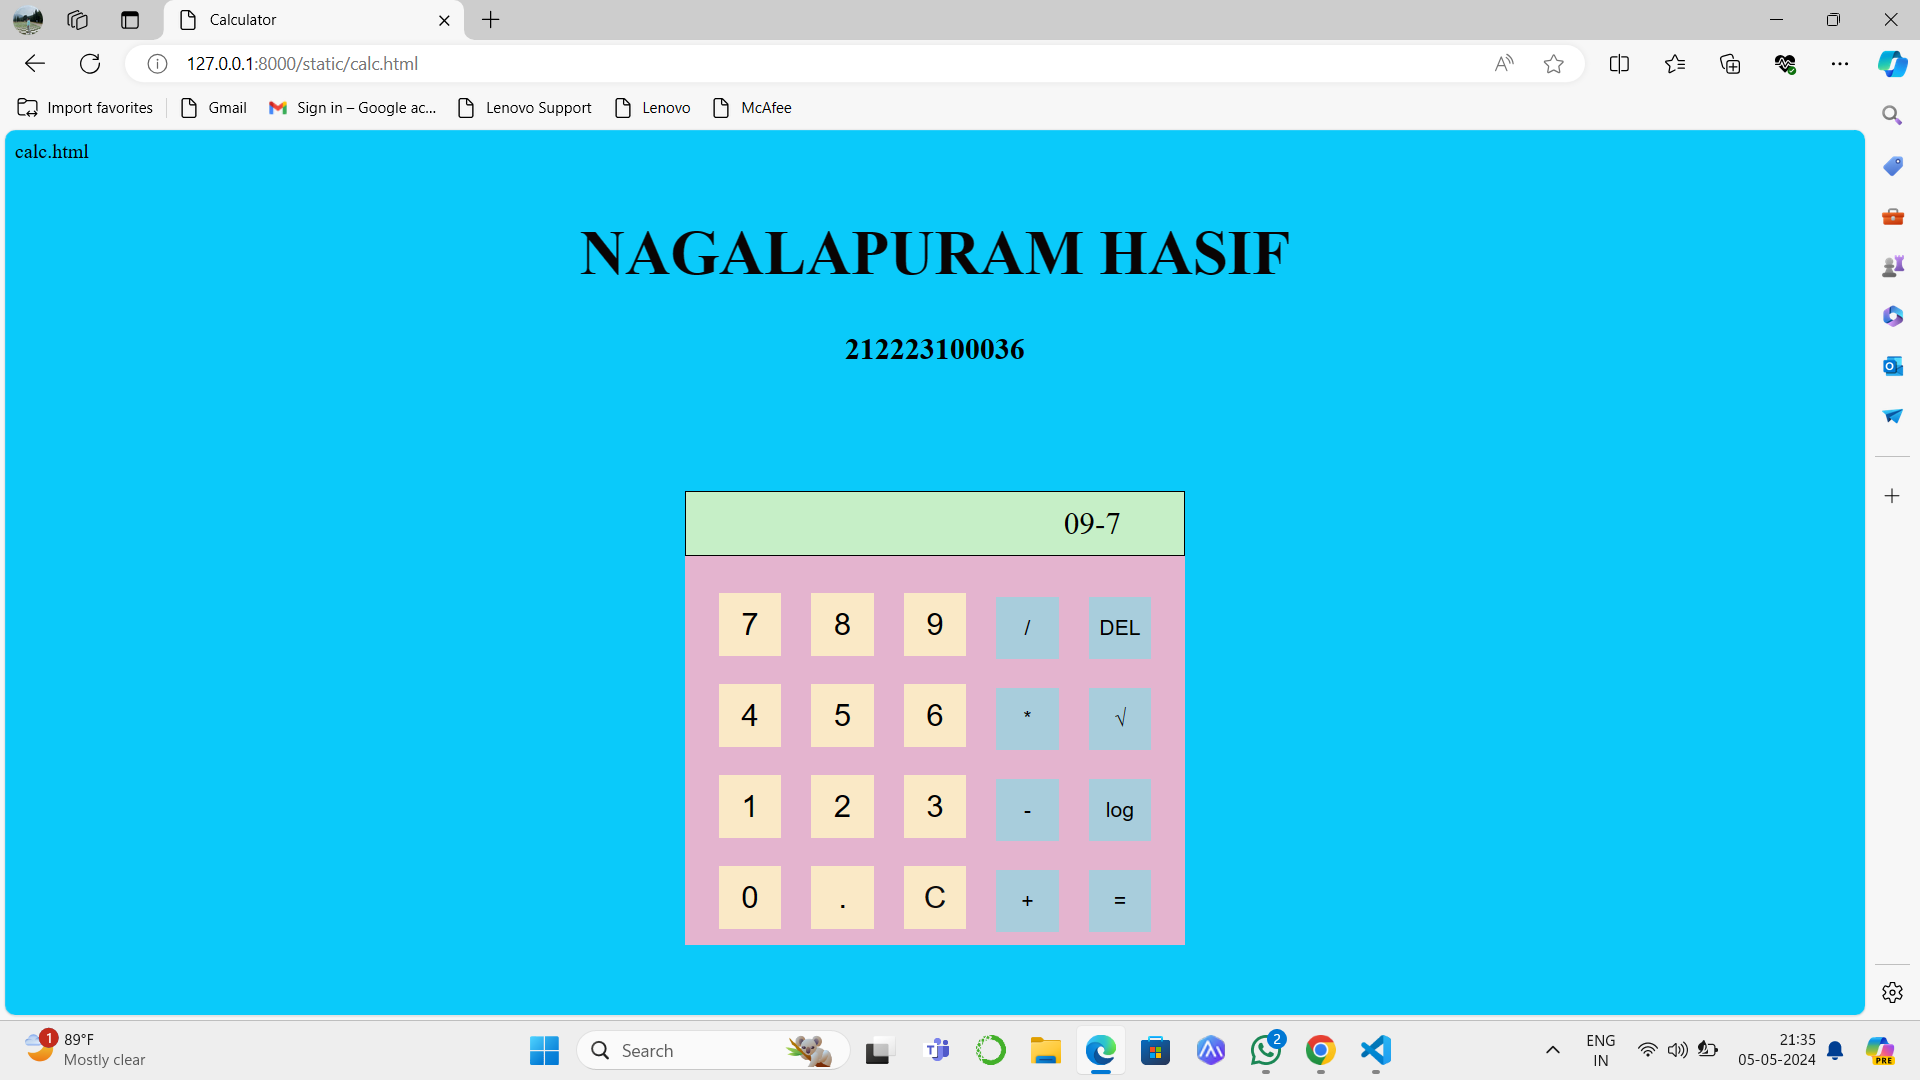 Calculator
127.0.0.1:8000/static/calc.html
Import favorites
Gmail
Sign in – Google ac...
Lenovo Support
Lenovo
McAfee
calc.html
NAGALAPURAM HASIF
212223100036
09-7
7 8 9 / DEL
4 5 6 * √
1 2 3 - log
0 . C + =
1
89°F
Mostly clear
Search
2
ENG
IN
21:35
05-05-2024
PRE